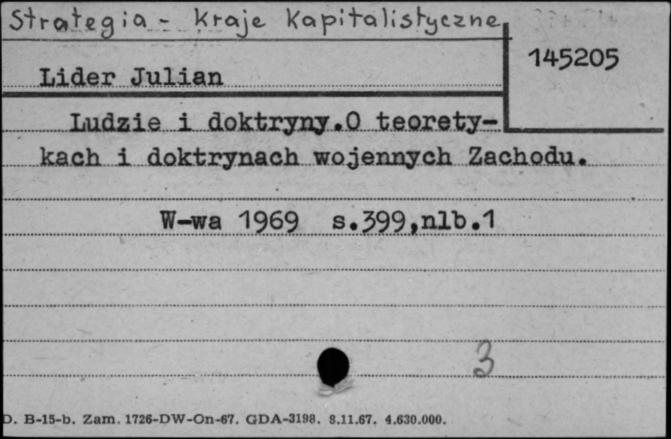 Strategia - Kraje Kapitalistyczne
145205
Lider Julian
Ludzie i doktryny.O teorety-
kach i doktrynach wojennych Zachodu.
W-wa 1969 s.399,nlb.1
3
D. B-15-b. Zam. 1726-DW-On-67. GDA-3198. 8.11.67. 4.630.000.